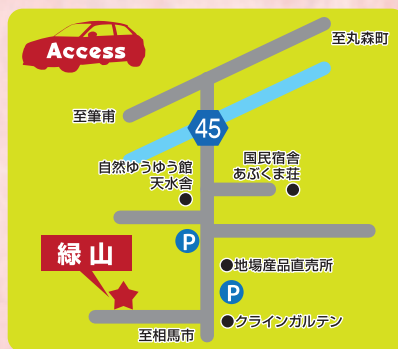 Access
至丸森町
至筆甫
45
自然ゆうゆう館
天水舎
国民宿舎
あぶくま荘
P
緑山
●地場産品直売所
P
●クラインガルテン
至相馬市